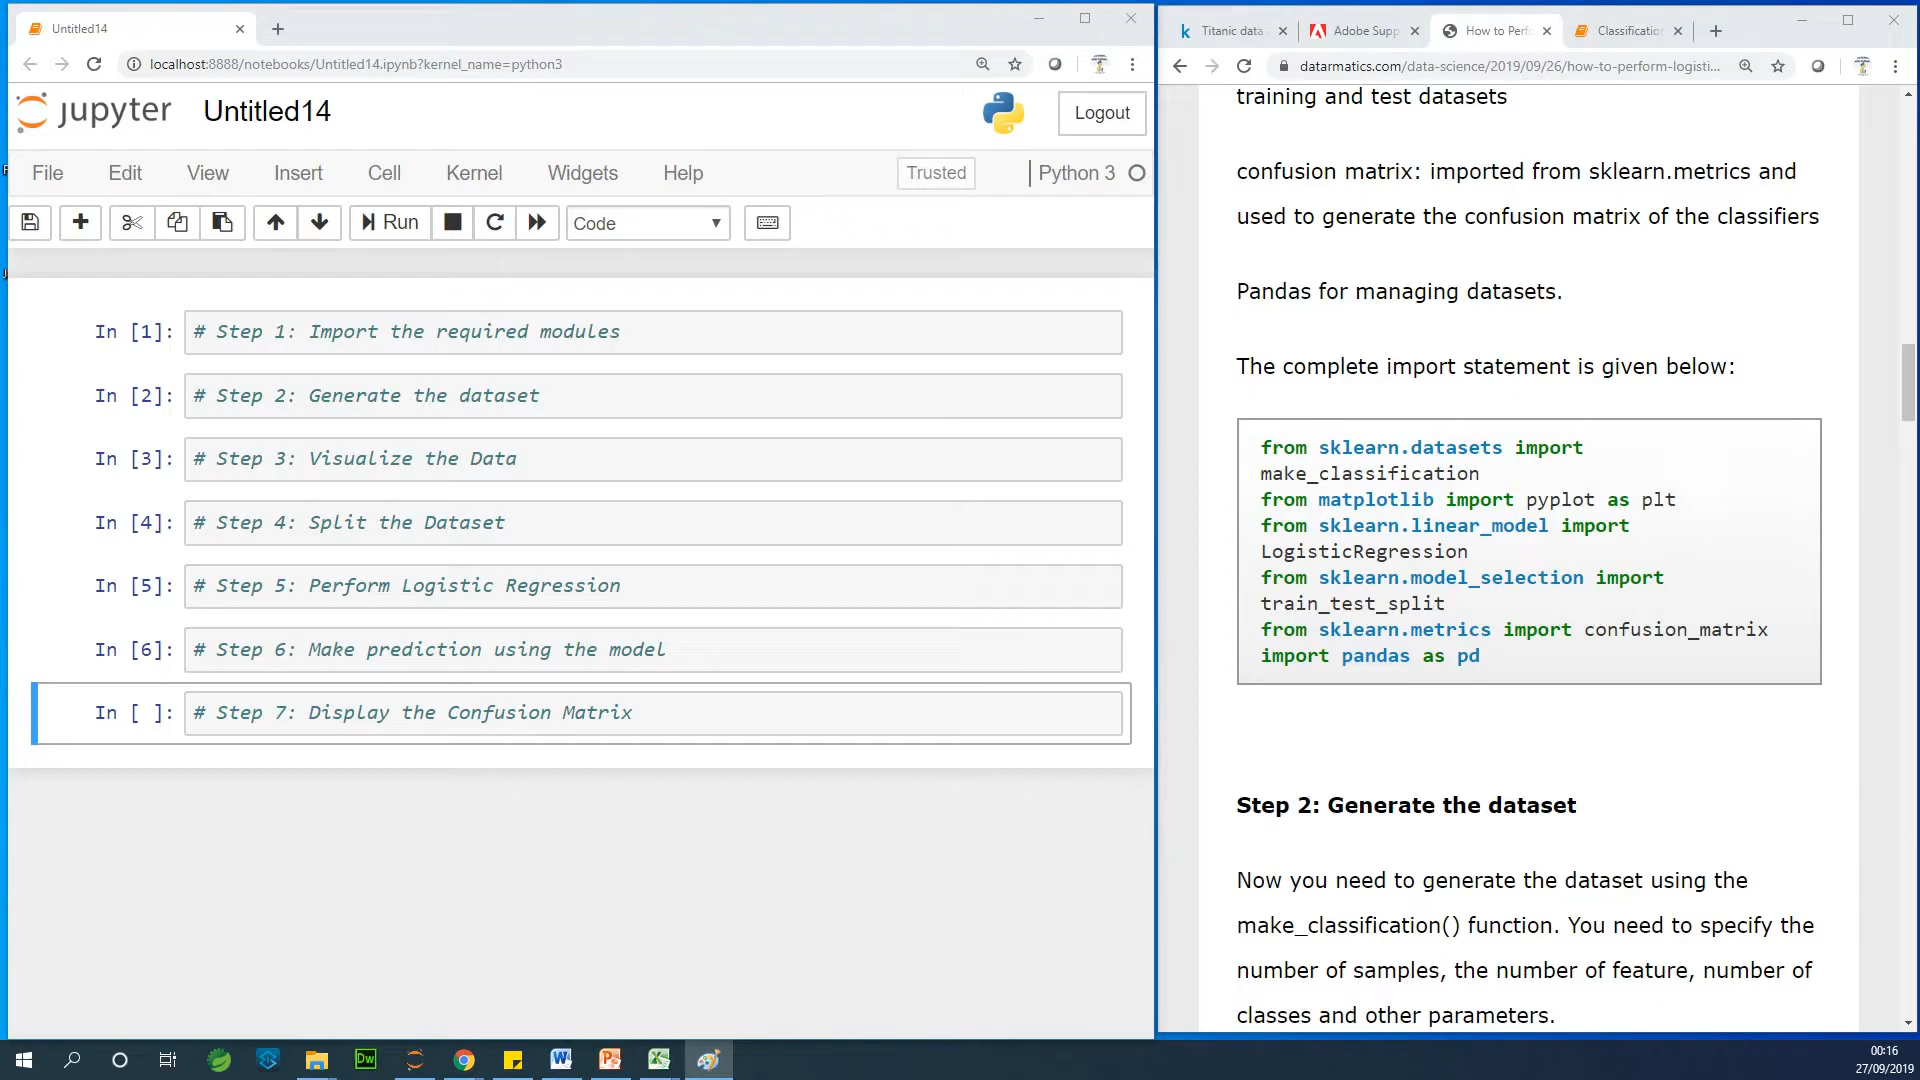 Untitled14
localhost:8888/notebooks/Untitled14.ipynb?kernel_name=python3
jupyter Untitled14
Logout
File Edit View Insert Cell Kernel Widgets Help
Trusted
Python 3
Run
Code
In [1]: # Step 1: Import the required modules
In [2]: # Step 2: Generate the dataset
In [3]: # Step 3: Visualize the Data
In [4]: # Step 4: Split the Dataset
In [5]: # Step 5: Perform Logistic Regression
In [6]: # Step 6: Make prediction using the model
In [ ]: # Step 7: Display the Confusion Matrix
Titanic data
Adobe Supp
How to Perf
Classification
datarmatics.com/data-science/2019/09/26/how-to-perform-logisti...
training and test datasets
confusion matrix: imported from sklearn.metrics and
used to generate the confusion matrix of the classifiers
Pandas for managing datasets.
The complete import statement is given below:
from sklearn.datasets import
make_classification
from matplotlib import pyplot as plt
from sklearn.linear_model import
LogisticRegression
from sklearn.model_selection import
train_test_split
from sklearn.metrics import confusion_matrix
import pandas as pd
Step 2: Generate the dataset
Now you need to generate the dataset using the
make_classification() function. You need to specify the
number of samples, the number of feature, number of
classes and other parameters.
Dw
00:16
27/09/2019